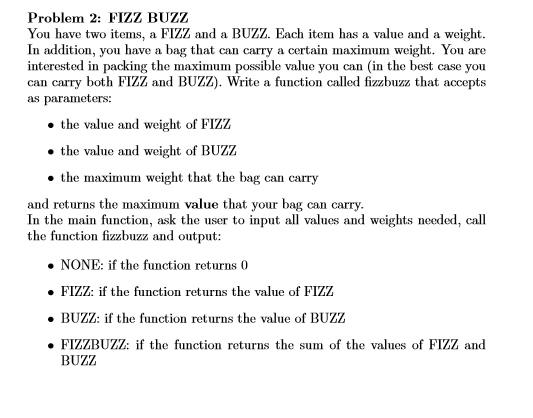 Problem 2: FIZZ BUZZ
You have two items, a FIZZ and a BUZZ. Each item has a value and a weight.
In addition, you have a bag that can carry a certain maximum weight. You are
interested in packing the maximum possible value you can (in the best case you
can carry both FIZZ and BUZZ). Write a function called fizzbuzz that accepts
as parameters:
• the value and weight of FIZZ
• the value and weight of BUZZ
• the maximum weight that the bag can carry
and returns the maximum value that your bag can carry.
In the main function, ask the user to input all values and weights needed, call
the function fizzbuzz and output:
• NONE: if the function returns 0
• FIZZ: if the function returns the value of FIZZ
• BUZZ: if the function returns the value of BUZZ
• FIZZBUZZ: if the function returns the sum of the values of FIZZ and
BUZZ